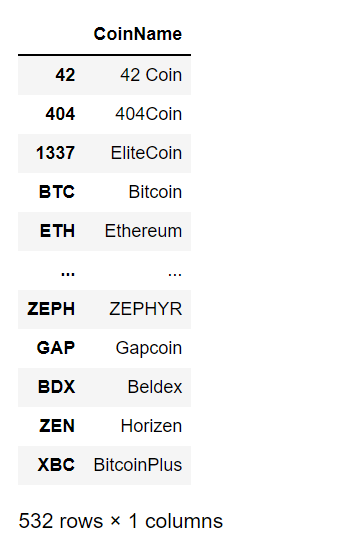 CoinName
42 42 Coin
404 404Coin
1337 EliteCoin
BTC Bitcoin
ETH Ethereum
... ...
ZEPH ZEPHYR
GAP Gapcoin
BDX Beldex
ZEN Horizen
XBC BitcoinPlus
532 rows × 1 columns